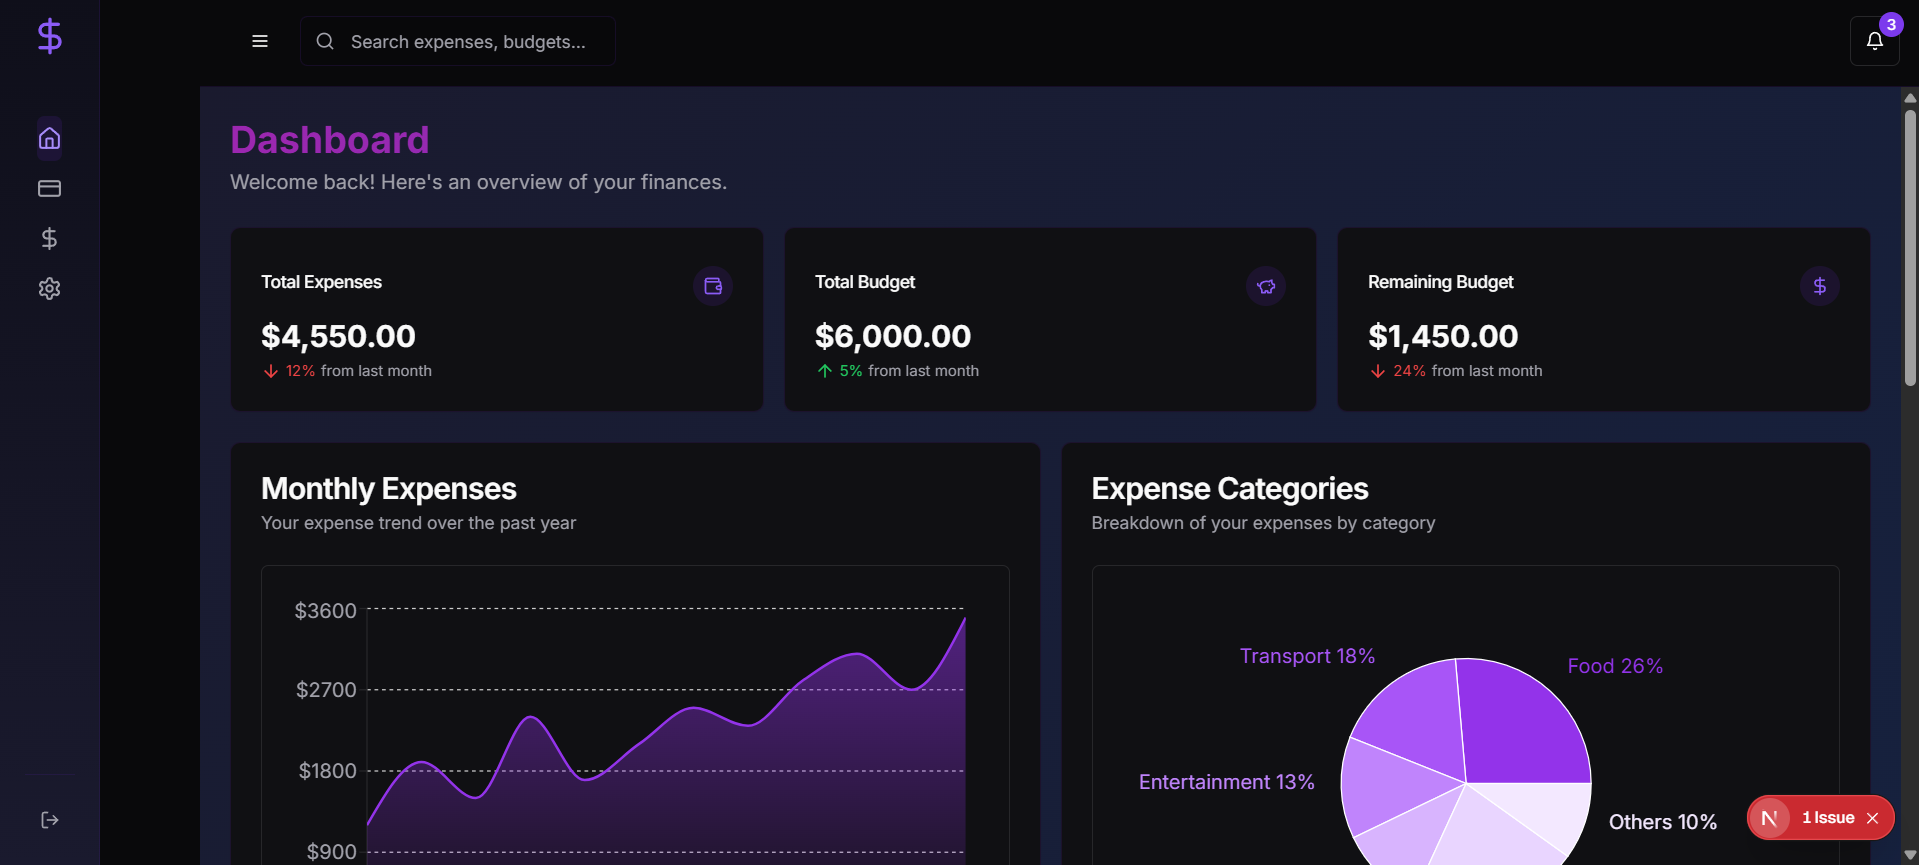 Search expenses, budgets...
3
Dashboard
Welcome back! Here's an overview of your finances.
Total Expenses
$4,550.00
12% from last month
Total Budget
$6,000.00
5% from last month
Remaining Budget
$1,450.00
24% from last month
Monthly Expenses
Your expense trend over the past year
$3600
$2700
$1800
$900
Expense Categories
Breakdown of your expenses by category
Transport 18%
Food 26%
Entertainment 13%
Others 10%
N 1 Issue